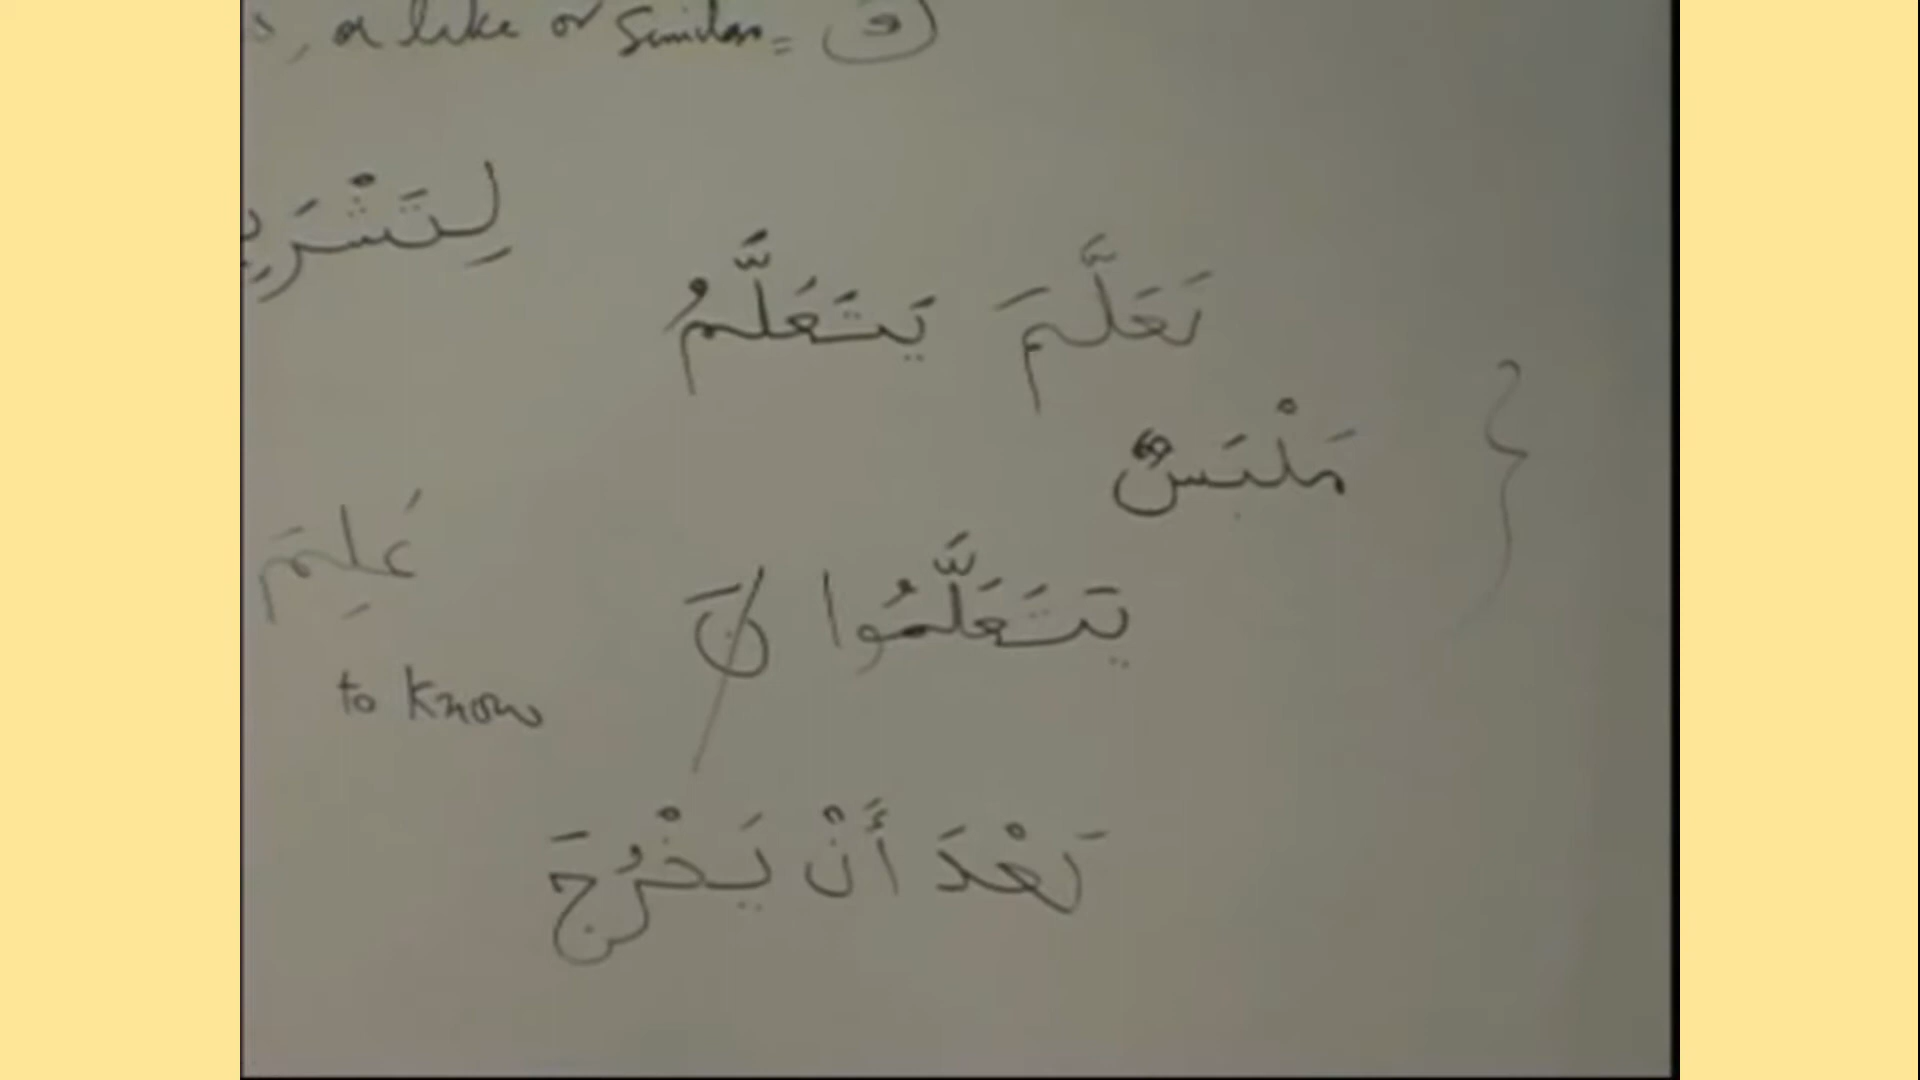 or like or similar =
تَعَلَّمَ يَتَعَلَّمُ
مَلْبَسٌ
يَتَعَلَّمُوا نَ
عَلِمَ
to know
بَعْدَ أَنْ يَخْرُجَ